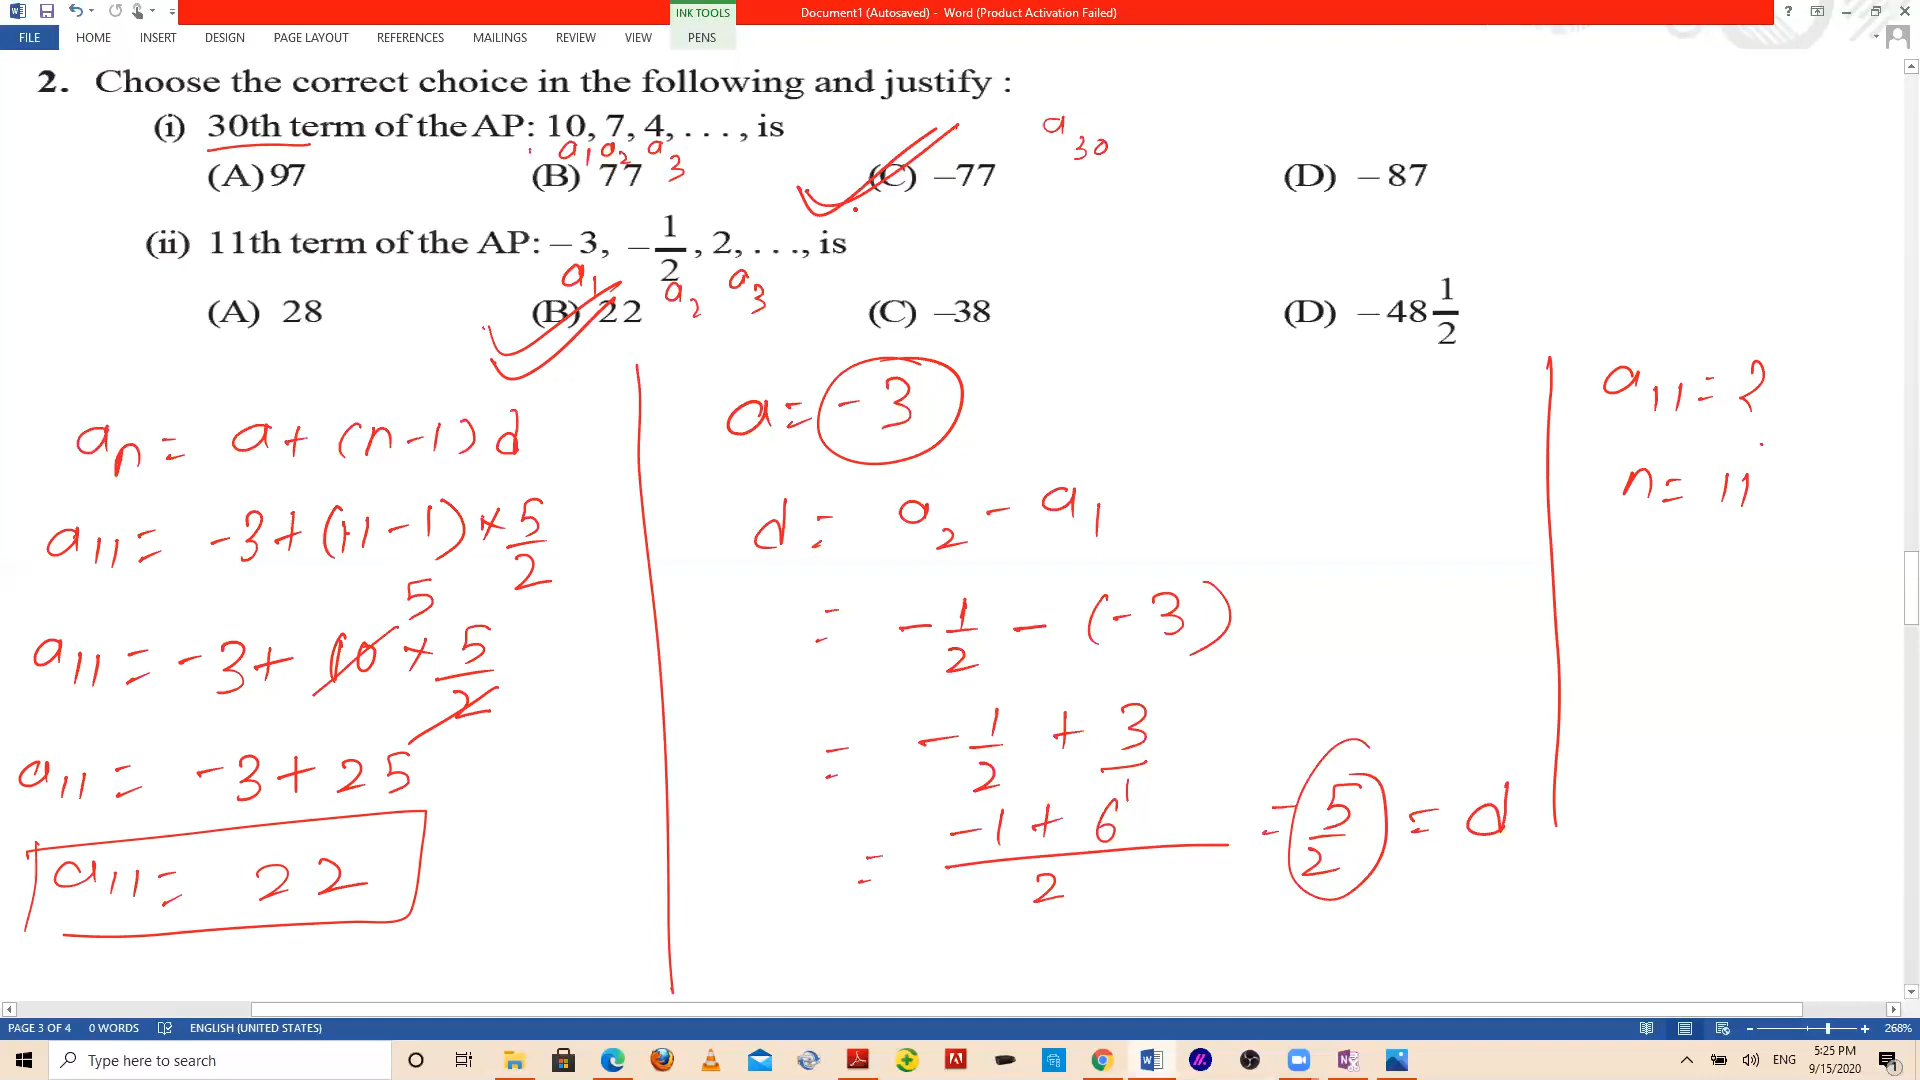 INK TOOLS
Document1 (Autosaved) - Word (Product Activation Failed)
FILE HOME INSERT DESIGN PAGE LAYOUT REFERENCES MAILINGS REVIEW VIEW PENS
2. Choose the correct choice in the following and justify :
(i) 30th term of the AP: 10, 7, 4, . . . , is
a₁ a₂ a₃
a₃₀
(A) 97 (B) 77 (C) –77 (D) – 87
(ii) 11th term of the AP: – 3, – 1/2 , 2, . . ., is
a₁ a₂ a₃
(A) 28 (B) 22 (C) –38 (D) – 48 1/2
aₙ = a + (n-1) d
a₁₁ = -3 + (11 - 1) × 5/2
5
a₁₁ = -3 + 10 × 5/2
a₁₁ = -3 + 25
a₁₁ = 22
a = -3
d = a₂ - a₁
= -1/2 - (-3)
= -1/2 + 3/1
= -1 + 6 / 2 = 5/2 = d
a₁₁ = ?
n = 11
PAGE 3 OF 4 0 WORDS ENGLISH (UNITED STATES) 268%
Type here to search
ENG
5:25 PM
9/15/2020
1